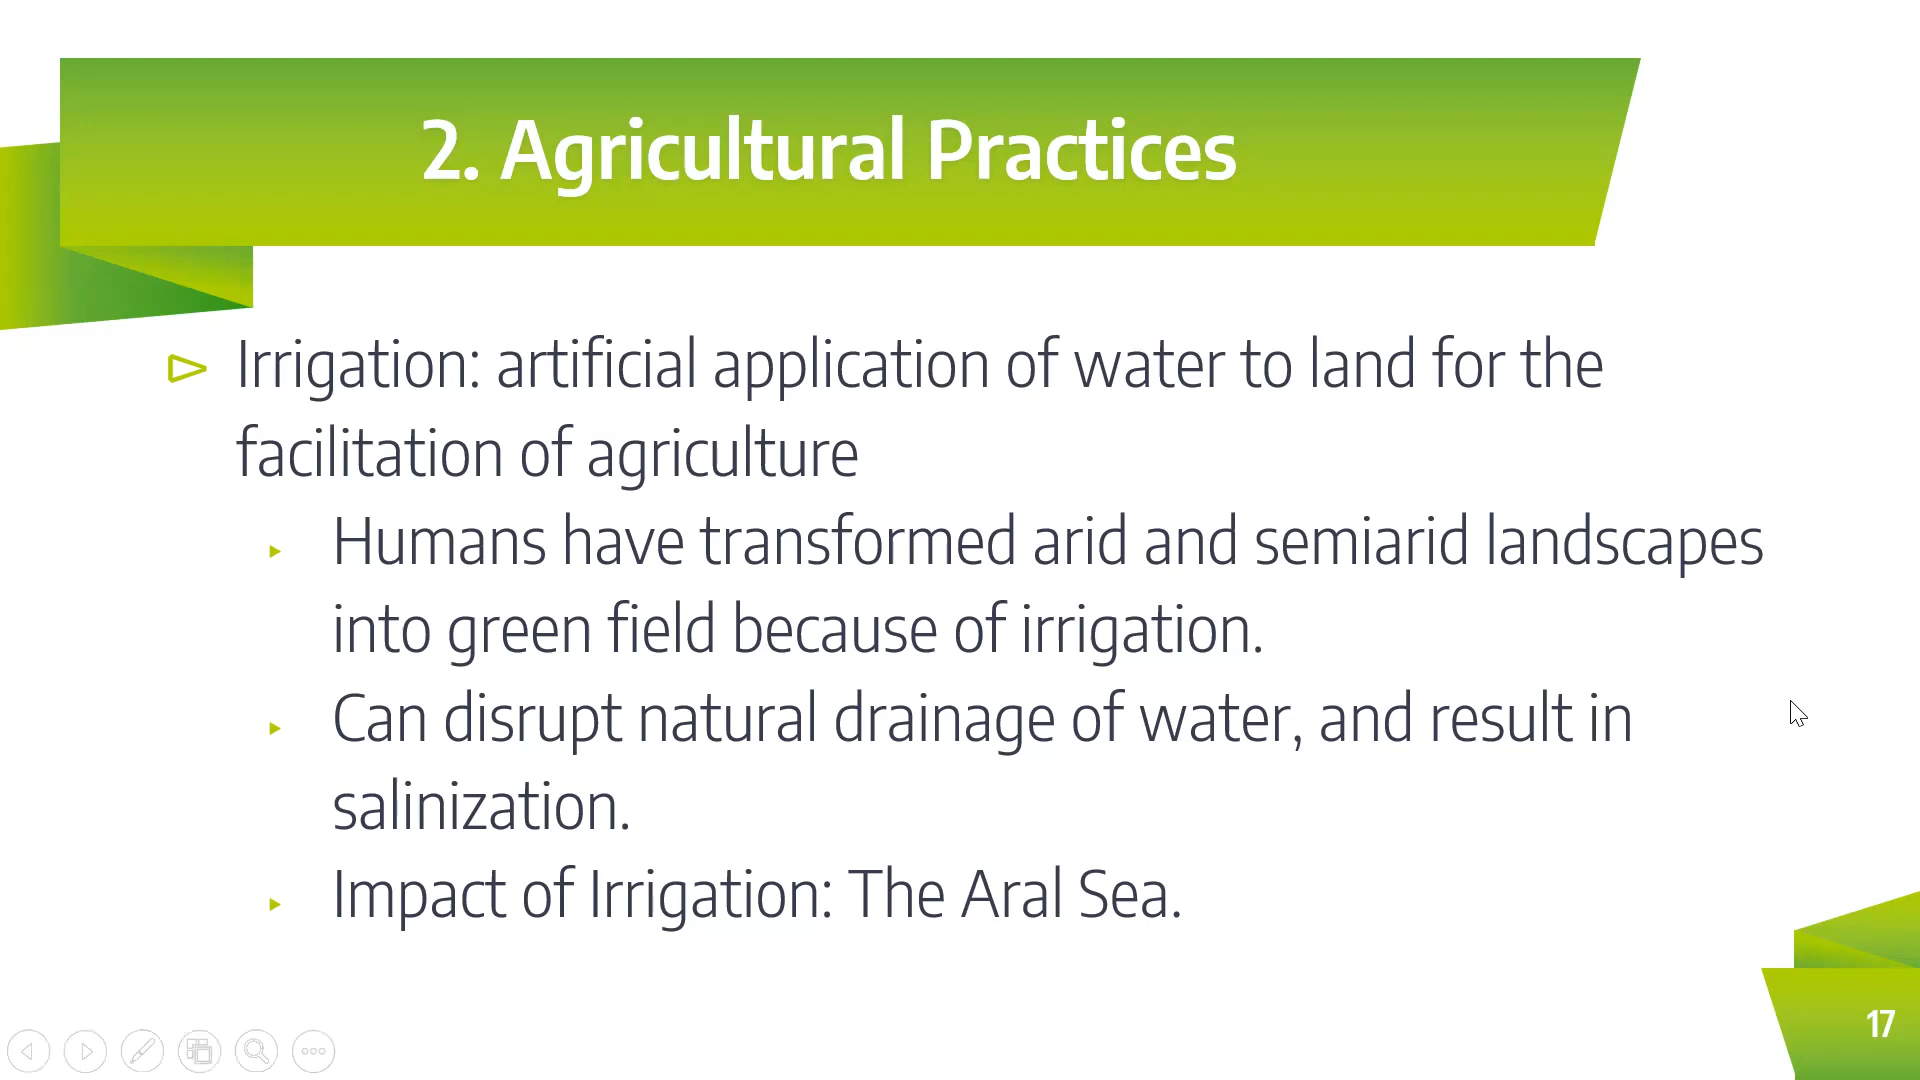 2. Agricultural Practices
Irrigation: artificial application of water to land for the
facilitation of agriculture
Humans have transformed arid and semiarid landscapes
into green field because of irrigation.
Can disrupt natural drainage of water, and result in
salinization.
Impact of Irrigation: The Aral Sea.
17